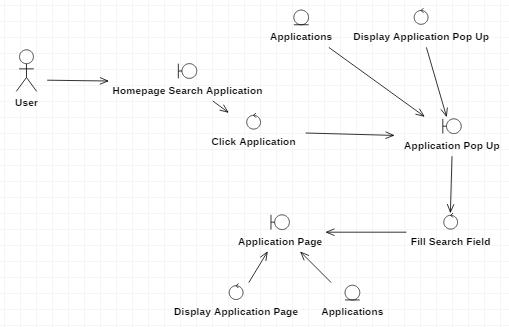 Applications
Display Application Pop Up
User
Homepage Search Application
Click Application
Application Pop Up
Application Page
Fill Search Field
Display Application Page
Applications